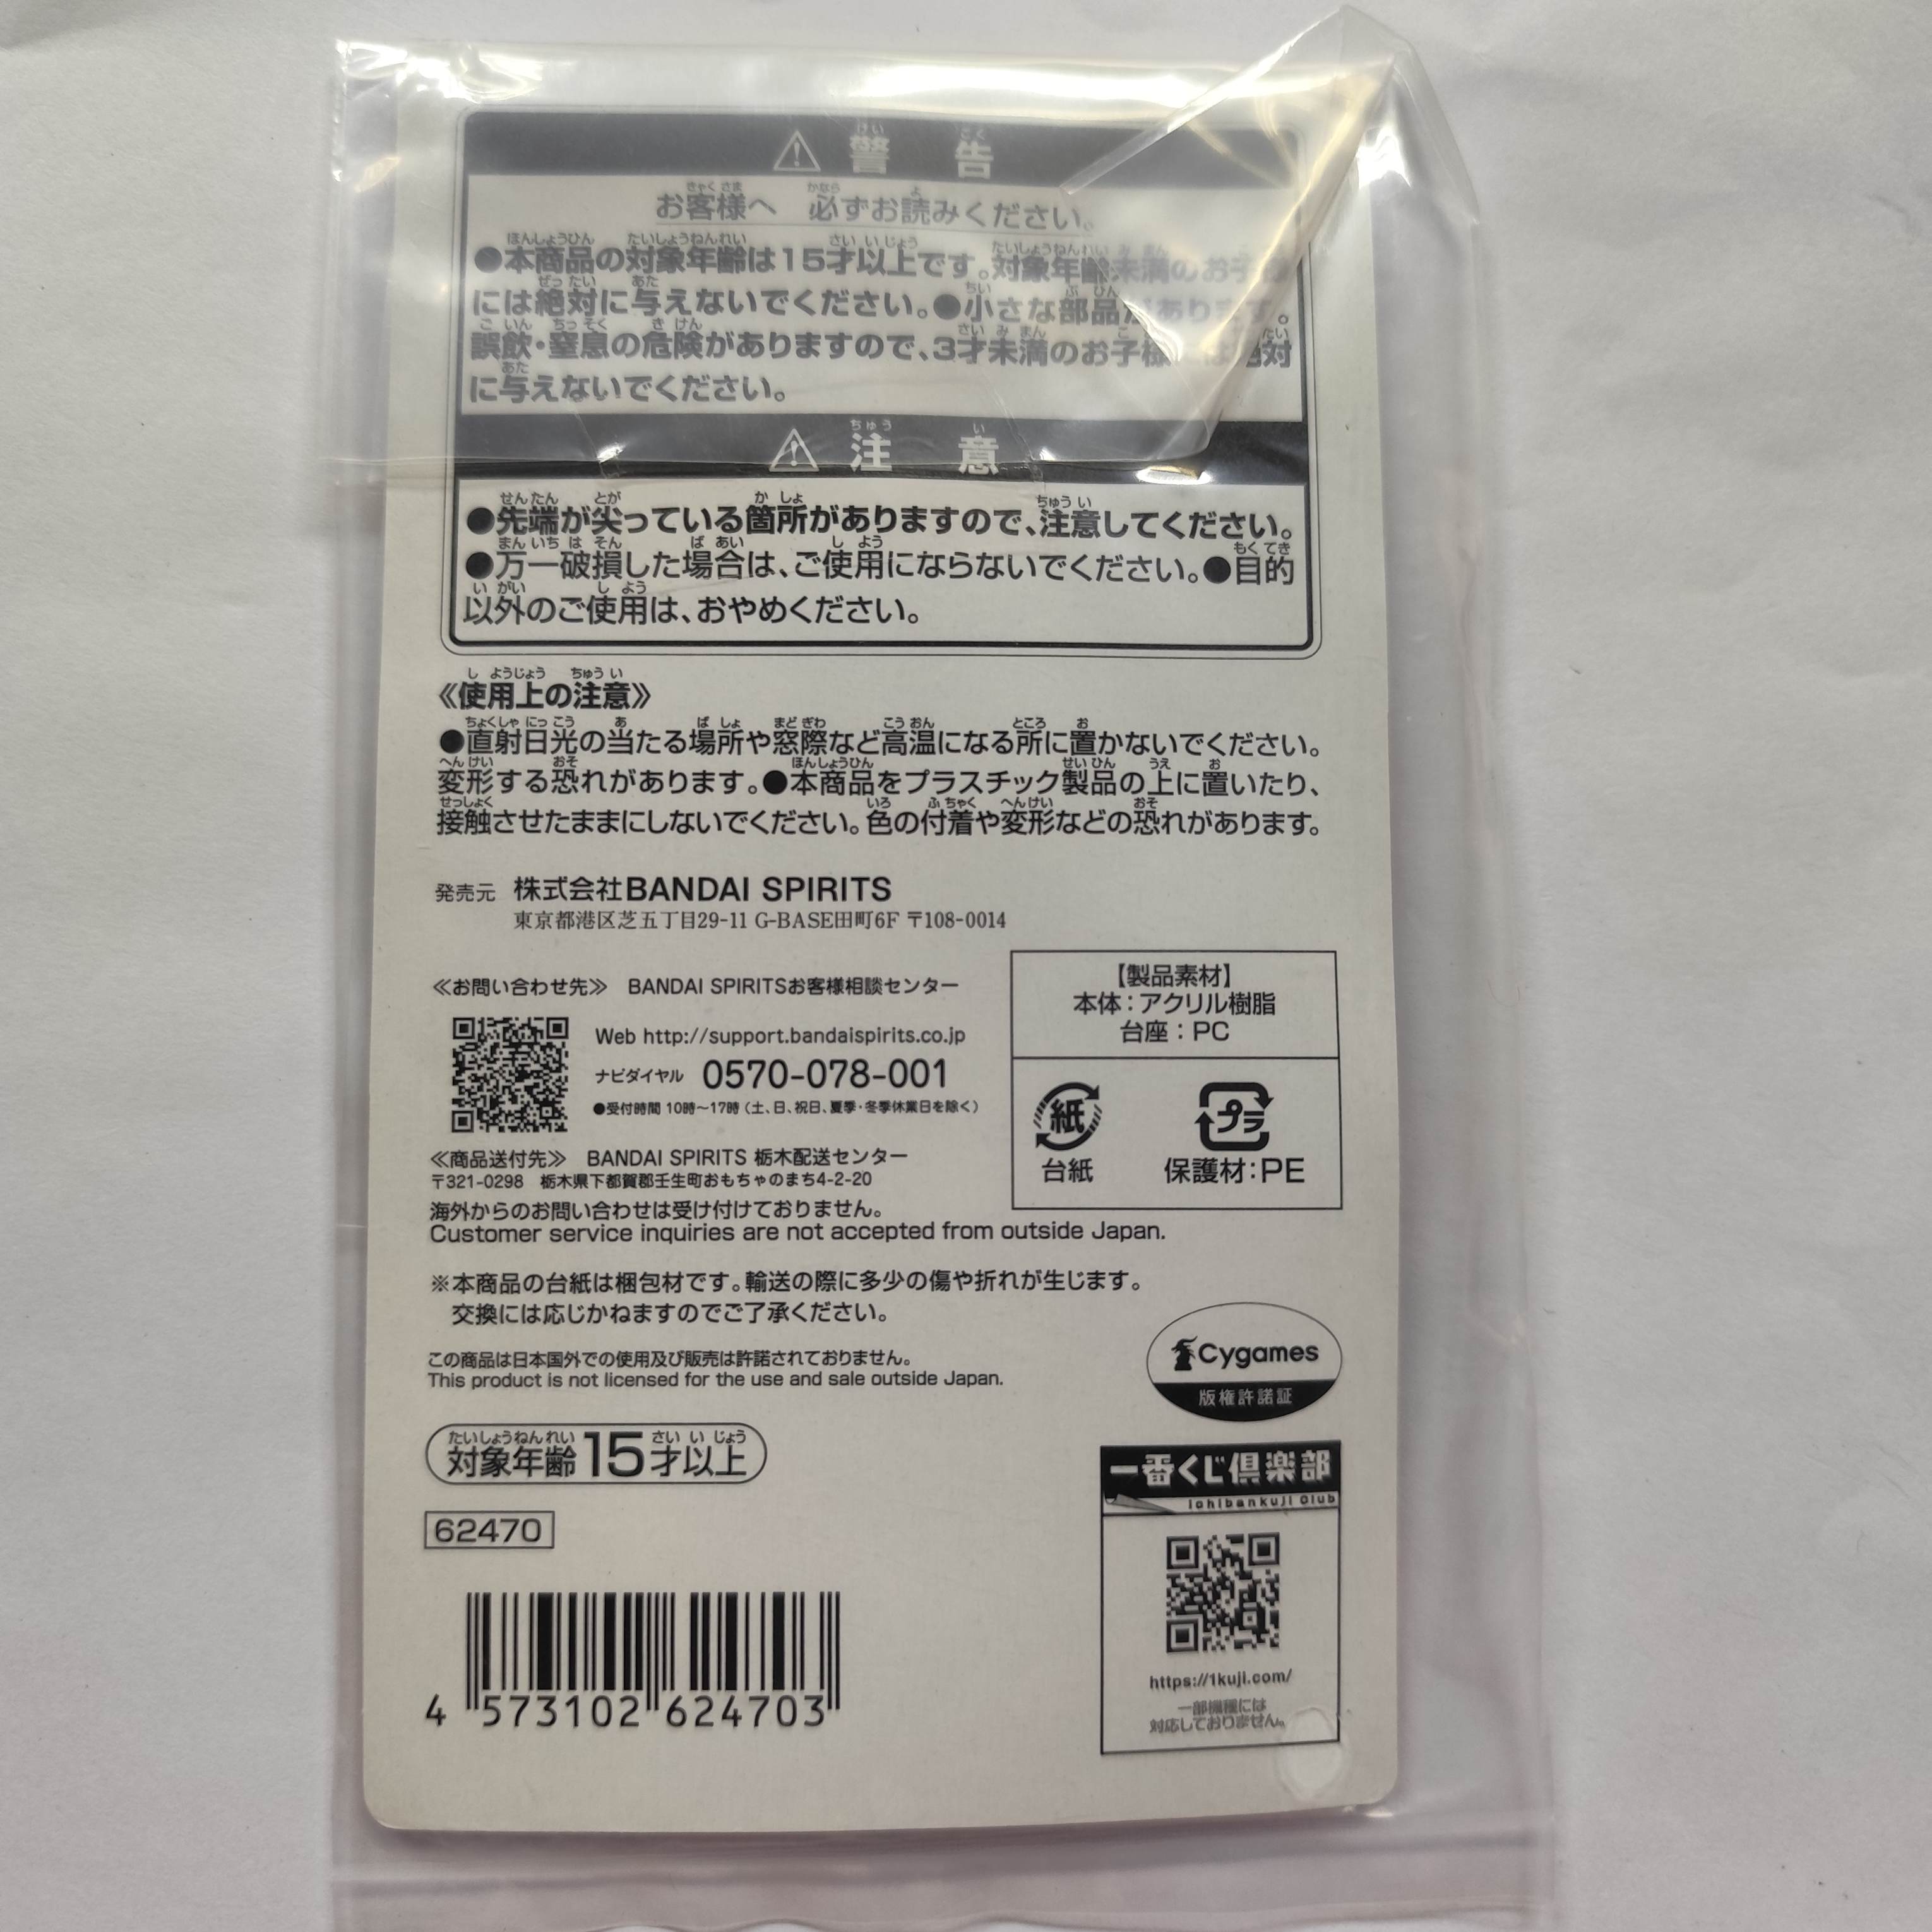 警告
お客様へ 必ずお読みください。
●本商品の対象年齢は15才以上です。対象年齢未満のお子様
には絶対に与えないでください。●小さな部品があります。
誤飲・窒息の危険がありますので、3才未満のお子様には絶対
に与えないでください。
注意
●先端が尖っている箇所がありますので、注意してください。
●万一破損した場合は、ご使用にならないでください。●目的
以外のご使用は、おやめください。
《使用上の注意》
●直射日光の当たる場所や窓際など高温になる所に置かないでください。
変形する恐れがあります。●本商品をプラスチック製品の上に置いたり、
接触させたままにしないでください。色の付着や変形などの恐れがあります。
発売元 株式会社BANDAI SPIRITS
東京都港区芝五丁目29-11 G-BASE田町6F 〒108-0014
≪お問い合わせ先≫ BANDAI SPIRITSお客様相談センター
Web http://support.bandaispirits.co.jp
ナビダイヤル 0570-078-001
●受付時間 10時～17時(土、日、祝日、夏季・冬季休業日を除く)
【製品素材】
本体:アクリル樹脂
台座:PC
紙
台紙
プラ
保護材:PE
≪商品送付先≫ BANDAI SPIRITS 栃木配送センター
〒321-0298 栃木県下都賀郡壬生町おもちゃのまち4-2-20
海外からのお問い合わせは受け付けておりません。
Customer service inquiries are not accepted from outside Japan.
※本商品の台紙は梱包材です。輸送の際に多少の傷や折れが生じます。
交換には応じかねますのでご了承ください。
この商品は日本国外での使用及び販売は許諾されておりません。
This product is not licensed for the use and sale outside Japan.
Cygames
版権許諾証
対象年齢15才以上
62470
4 573102 624703
一番くじ倶楽部
Ichibankuji Club
https://1kuji.com/
一部機種には
対応しておりません。